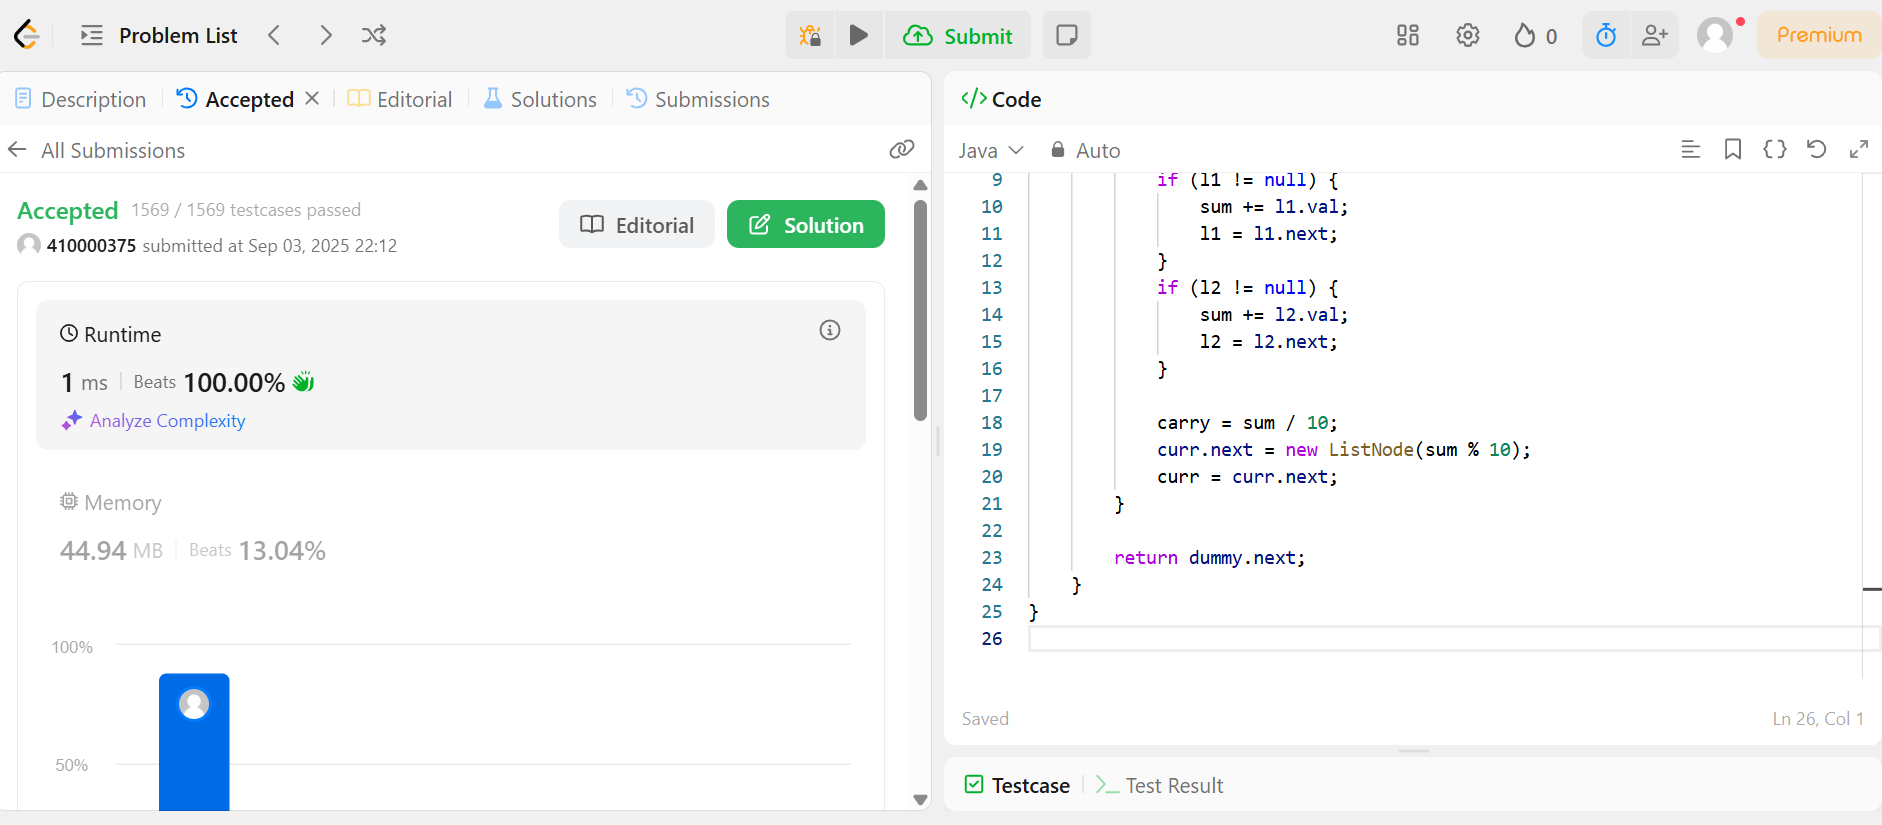 Problem List
Submit
0
Premium
Description
Accepted
Editorial
Solutions
Submissions
All Submissions
Accepted 1569 / 1569 testcases passed
410000375 submitted at Sep 03, 2025 22:12
Editorial
Solution
Runtime
1 ms Beats 100.00%
Analyze Complexity
Memory
44.94 MB Beats 13.04%
100%
50%
</> Code
Java Auto
9 if (l1 != null) {
10 sum += l1.val;
11 l1 = l1.next;
12 }
13 if (l2 != null) {
14 sum += l2.val;
15 l2 = l2.next;
16 }
17
18 carry = sum / 10;
19 curr.next = new ListNode(sum % 10);
20 curr = curr.next;
21 }
22
23 return dummy.next;
24 }
25 }
26
Saved
Ln 26, Col 1
Testcase
Test Result